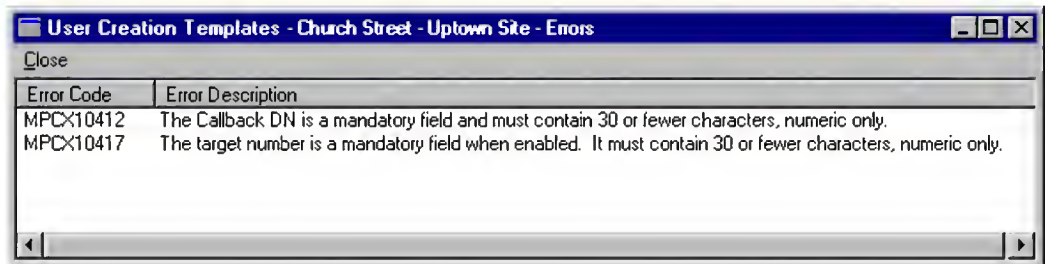 User Creation Templates - Church Street - Uptown Site - Errors
Close
Error Code Error Description
MPCX10412 The Callback DN is a mandatory field and must contain 30 or fewer characters, numeric only.
MPCX10417 The target number is a mandatory field when enabled. It must contain 30 or fewer characters, numeric only.